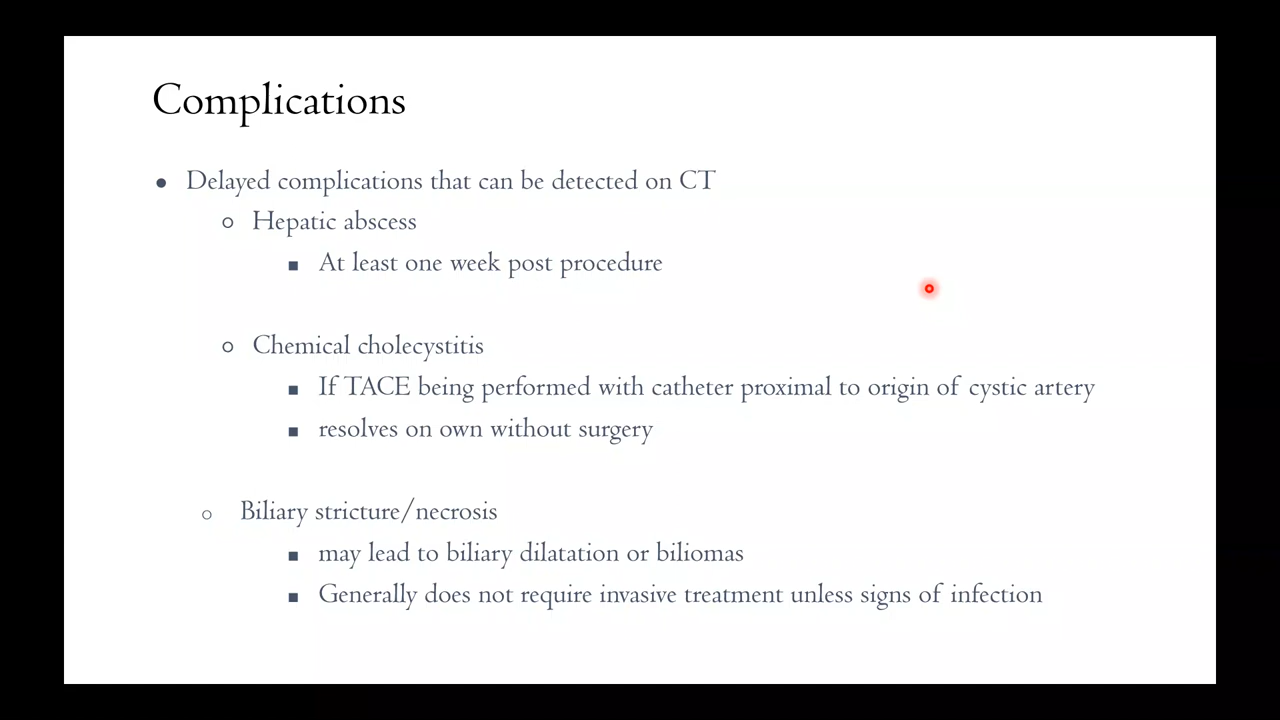 Complications
Delayed complications that can be detected on CT
Hepatic abscess
At least one week post procedure
Chemical cholecystitis
If TACE being performed with catheter proximal to origin of cystic artery
resolves on own without surgery
Biliary stricture/necrosis
may lead to biliary dilatation or biliomas
Generally does not require invasive treatment unless signs of infection